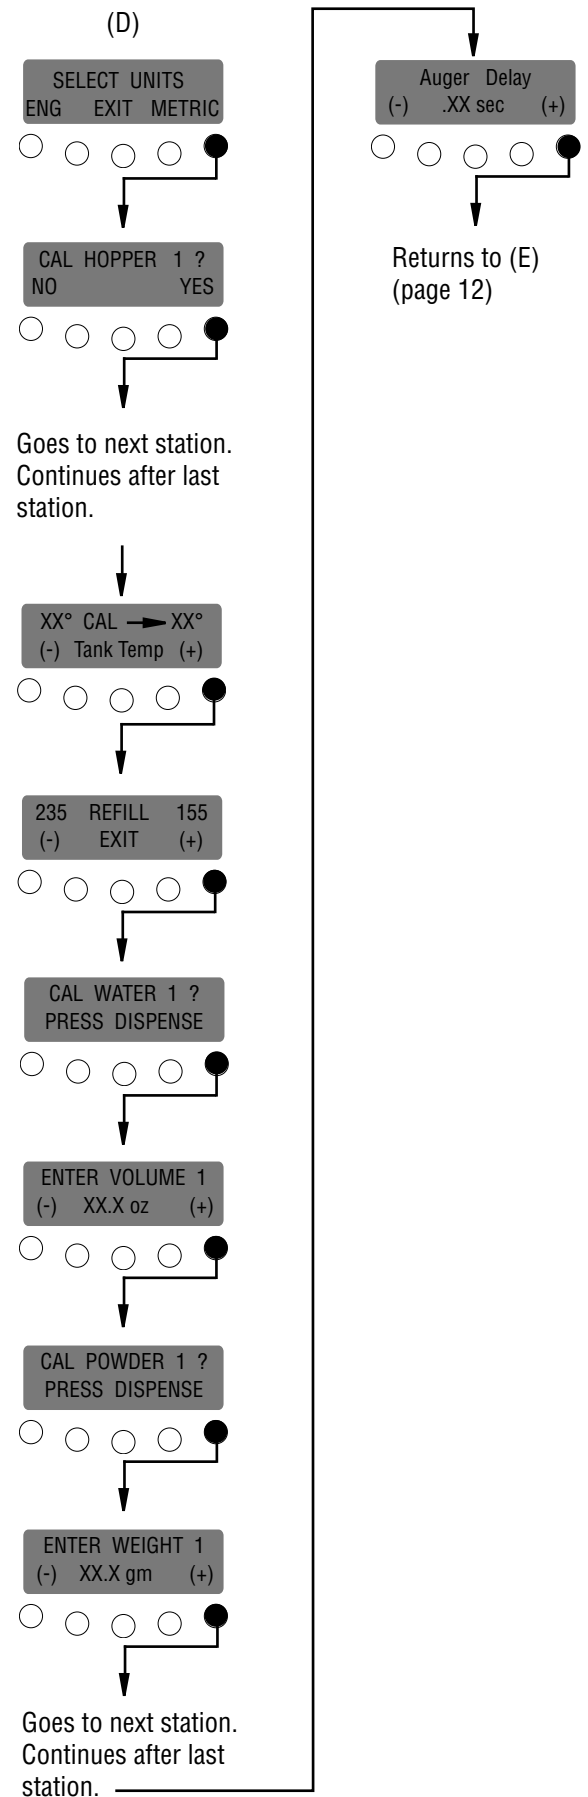 (D)
SELECT UNITS
ENG EXIT METRIC
CAL HOPPER 1 ?
NO YES
Goes to next station.
Continues after last
station.
XX° CAL XX°
(-) Tank Temp (+)
235 REFILL 155
(-) EXIT (+)
CAL WATER 1 ?
PRESS DISPENSE
ENTER VOLUME 1
(-) XX.X oz (+)
CAL POWDER 1 ?
PRESS DISPENSE
ENTER WEIGHT 1
(-) XX.X gm (+)
Goes to next station.
Continues after last
station.
Auger Delay
(-) .XX sec (+)
Returns to (E)
(page 12)